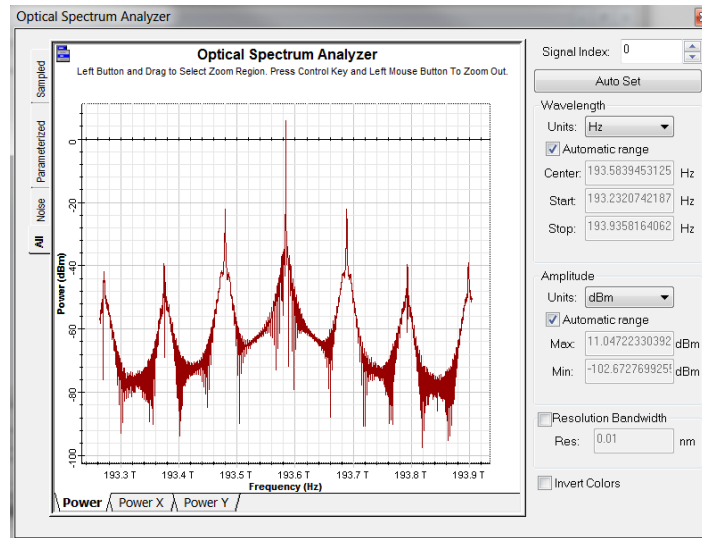 Optical Spectrum Analyzer
Signal Index: 0
Auto Set
Wavelength
Units: Hz
Automatic range
Center: 193.5839453125 Hz
Start: 193.2320742187 Hz
Stop: 193.9358164062 Hz
Amplitude
Units: dBm
Automatic range
Max: 11.04722330392 dBm
Min: -102.672769925 dBm
Resolution Bandwidth
Res: 0.01 nm
Invert Colors
Sampled
Parameterized
Noise
All
Optical Spectrum Analyzer
Left Button and Drag to Select Zoom Region. Press Control Key and Left Mouse Button To Zoom Out.
Power (dBm)
0
-20
-40
-60
-80
-100
193.3 T 193.4 T 193.5 T 193.6 T 193.7 T 193.8 T 193.9 T
Frequency (Hz)
Power Power X Power Y